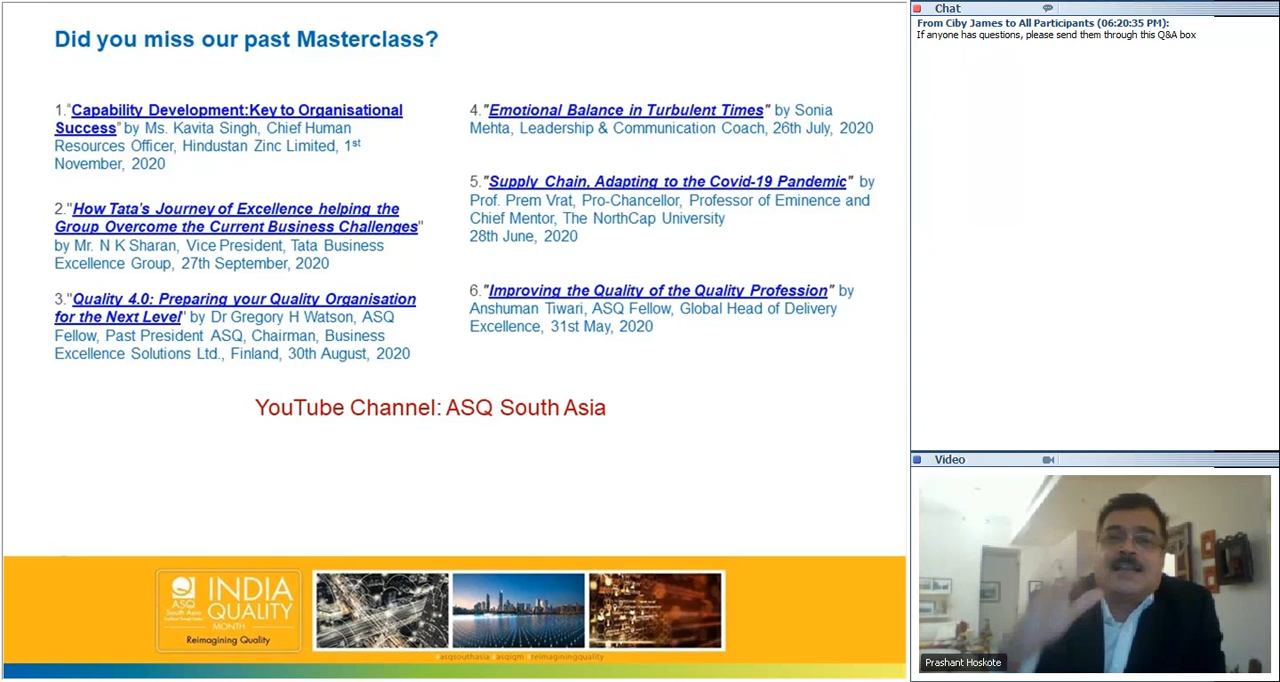 Did you miss our past Masterclass?
1."Capability Development:Key to Organisational
Success" by Ms. Kavita Singh, Chief Human
Resources Officer, Hindustan Zinc Limited, 1st
November, 2020
2."How Tata's Journey of Excellence helping the
Group Overcome the Current Business Challenges"
by Mr. N K Sharan, Vice President, Tata Business
Excellence Group, 27th September, 2020
3."Quality 4.0: Preparing your Quality Organisation
for the Next Level' by Dr Gregory H Watson, ASQ
Fellow, Past President ASQ, Chairman, Business
Excellence Solutions Ltd., Finland, 30th August, 2020
4."Emotional Balance in Turbulent Times" by Sonia
Mehta, Leadership & Communication Coach, 26th July, 2020
5."Supply Chain, Adapting to the Covid-19 Pandemic" by
Prof. Prem Vrat, Pro-Chancellor, Professor of Eminence and
Chief Mentor, The NorthCap University
28th June, 2020
6."Improving the Quality of the Quality Profession" by
Anshuman Tiwari, ASQ Fellow, Global Head of Delivery
Excellence, 31st May, 2020
YouTube Channel: ASQ South Asia
ASQ
South Asia
INDIA
QUALITY
MONTH
Reimagining Quality
asqsouthasia asqiqm reimaginingquality
Chat
From Ciby James to All Participants (06:20:35 PM):
If anyone has questions, please send them through this Q&A box
Video
Prashant Hoskote